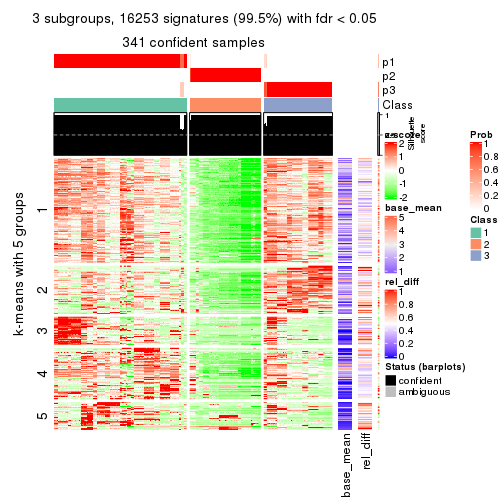 3 subgroups, 16253 signatures (99.5%) with fdr < 0.05
341 confident samples
p1
p2
p3
Class
1
Silhouette
score
k-means with 5 groups
1
2
3
4
5
base_mean
rel_diff
z-score
2
1
0
-1
-2
base_mean
5
4
3
2
1
rel_diff
1
0.8
0.6
0.4
0.2
0
Status (barplots)
confident
ambiguous
Prob
1
0.8
0.6
0.4
0.2
0
Class
1
2
3